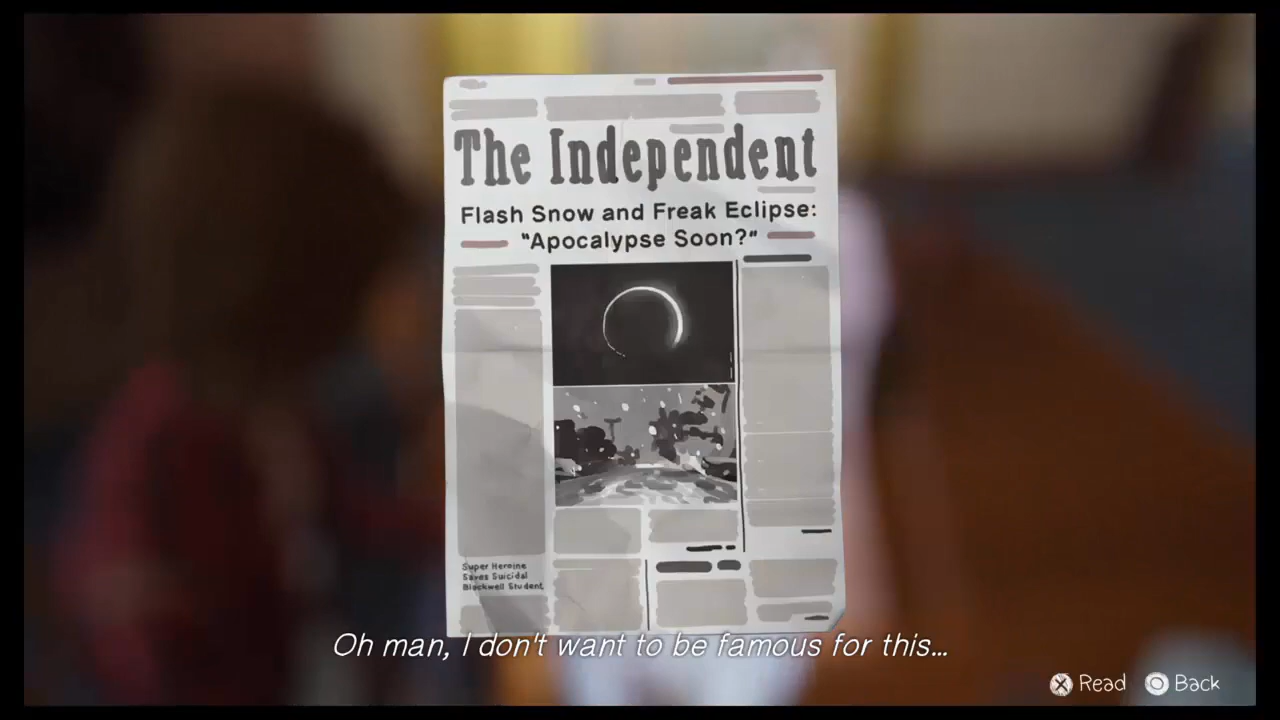 The Independent
Flash Snow and Freak Eclipse:
"Apocalypse Soon?"
Super Heroine
Saves Suicidal
Blackwell Student
Oh man, I don't want to be famous for this...
Read
Back